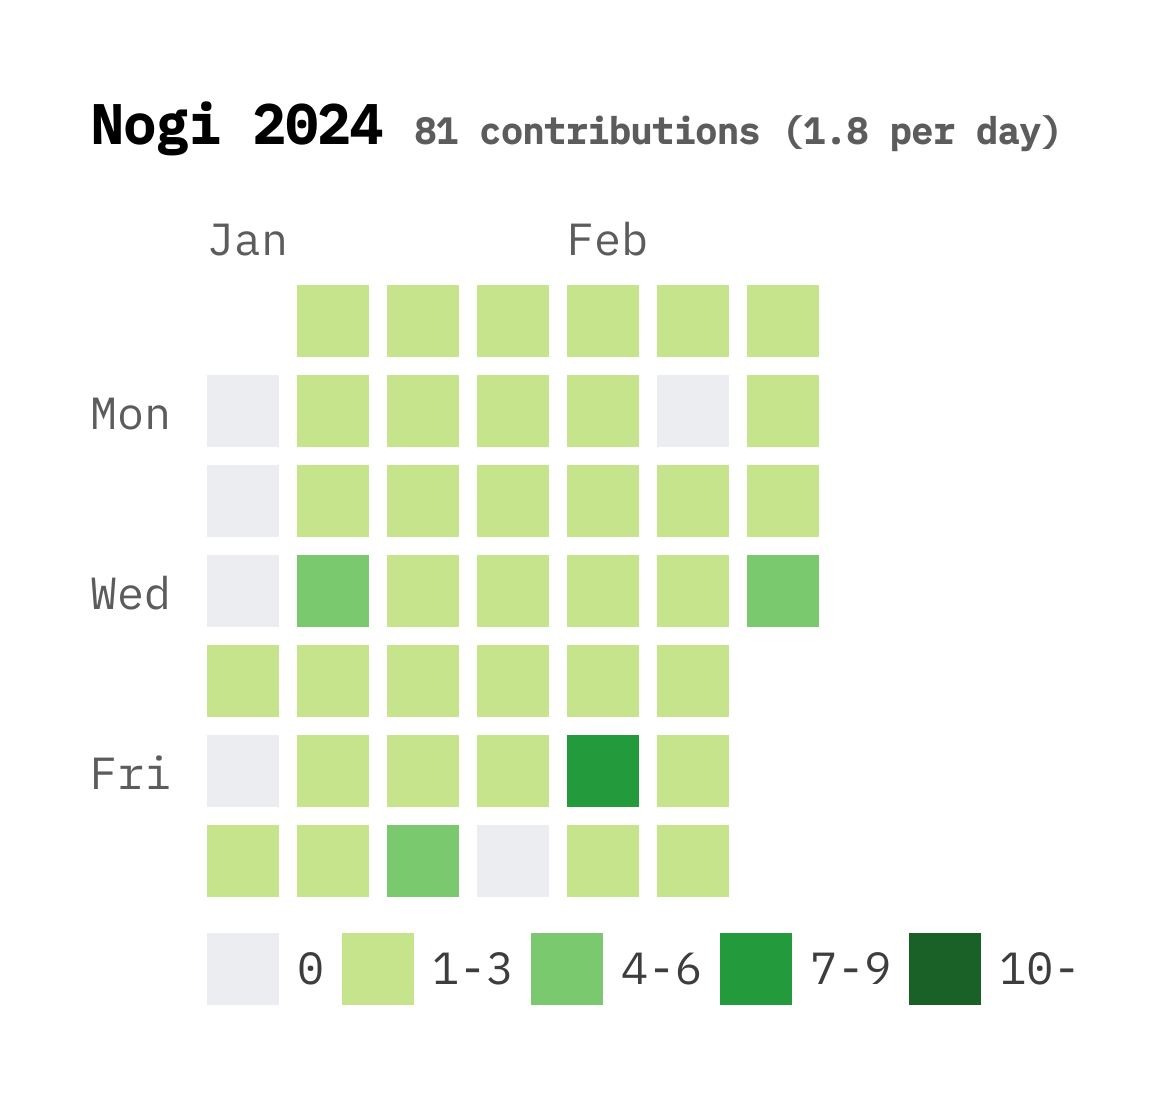 Nogi 2024 81 contributions (1.8 per day)
Jan Feb
Mon
Wed
Fri
0 1-3 4-6 7-9 10-